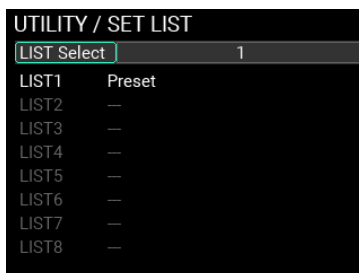 UTILITY / SET LIST
LIST Select 1
LIST1 Preset
LIST2 ---
LIST3 ---
LIST4 ---
LIST5 ---
LIST6 ---
LIST7 ---
LIST8 ---